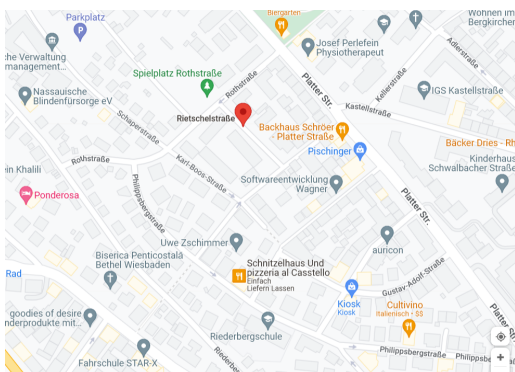 Parkplatz
Biergarten
Wohnen im
Bergkirchen
Josef Perlefein
Physiotherapeut
Adlerstraße
che Verwaltung
management...
Spielplatz Rothstraße
Rothstraße
Platter Str.
Kellerstraße
IGS Kastellstraße
Nassauische
Blindenfürsorge eV
Kastellstraße
Schaperstraße
Rietschelstraße
Backhaus Schröer
- Platter Straße
Bäcker Dries - Rh
Pischinger
Rothstraße
Karl-Boos-Straße
Kinderhaus
Schwalbacher Straße
in Khalili
Softwareentwicklung
Wagner
Ponderosa
Philippsbergstraße
Platter Str.
Uwe Zschimmer
auricon
Biserica Penticostală
Bethel Wiesbaden
Schnitzelhaus Und
pizzeria al Casstello
Einfach
Liefern Lassen
Gustav-Adolf-Straße
Rad
Kiosk
Kiosk
Cultivino
Italienisch • $$
Platter Str.
goodies of desire
nderprodukte mit...
Riederbergschule
Philippsbergstraße
Philippsbergstraße
Fahrschule STAR-X